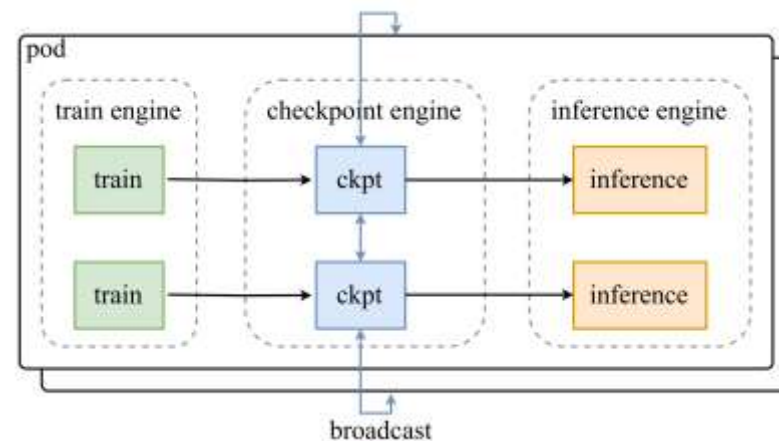 pod
train engine
checkpoint engine
inference engine
train
ckpt
inference
train
ckpt
inference
broadcast